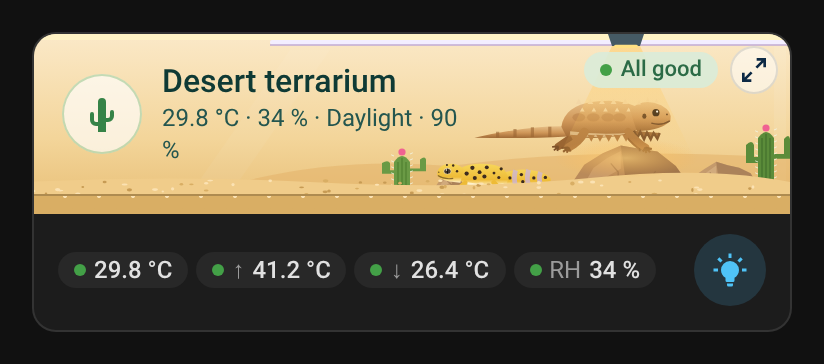 Desert terrarium
All good
29.8 °C · 34 % · Daylight · 90
%
29.8 °C
↑ 41.2 °C
↓ 26.4 °C
RH 34 %